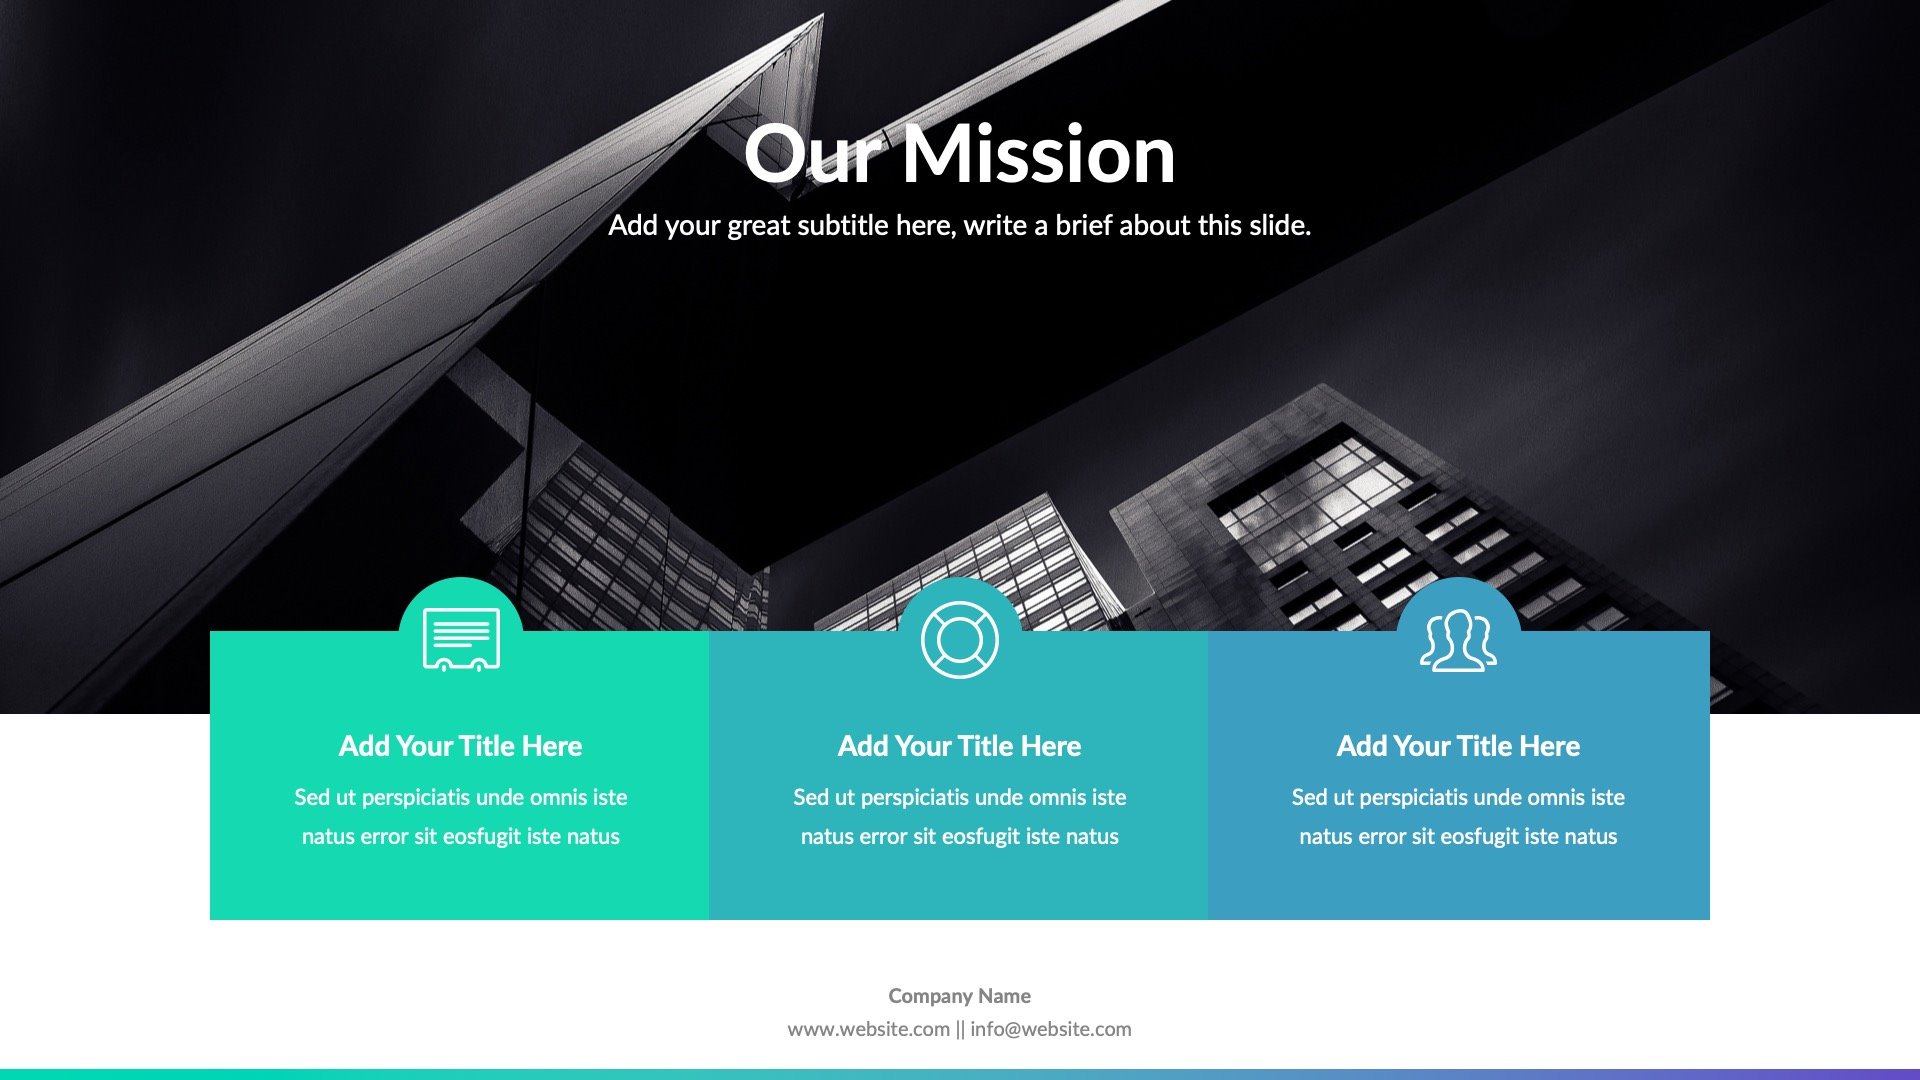 Our Mission
Add your great subtitle here, write a brief about this slide.
Add Your Title Here
Sed ut perspiciatis unde omnis iste
natus error sit eosfugit iste natus
Add Your Title Here
Sed ut perspiciatis unde omnis iste
natus error sit eosfugit iste natus
Add Your Title Here
Sed ut perspiciatis unde omnis iste
natus error sit eosfugit iste natus
Company Name
www.website.com || info@website.com